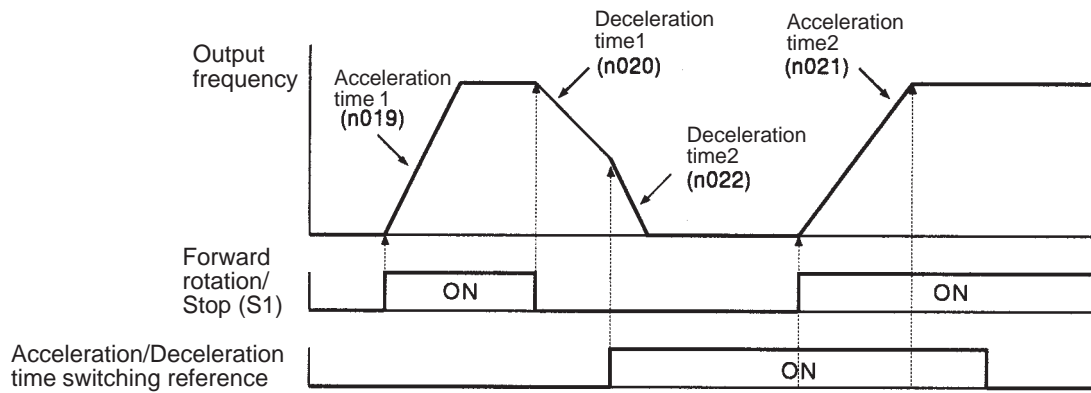 Output
frequency
Acceleration
time 1
(n019)
Deceleration
time1
(n020)
Deceleration
time2
(n022)
Acceleration
time2
(n021)
Forward
rotation/
Stop (S1)
ON
ON
Acceleration/Deceleration
time switching reference
ON